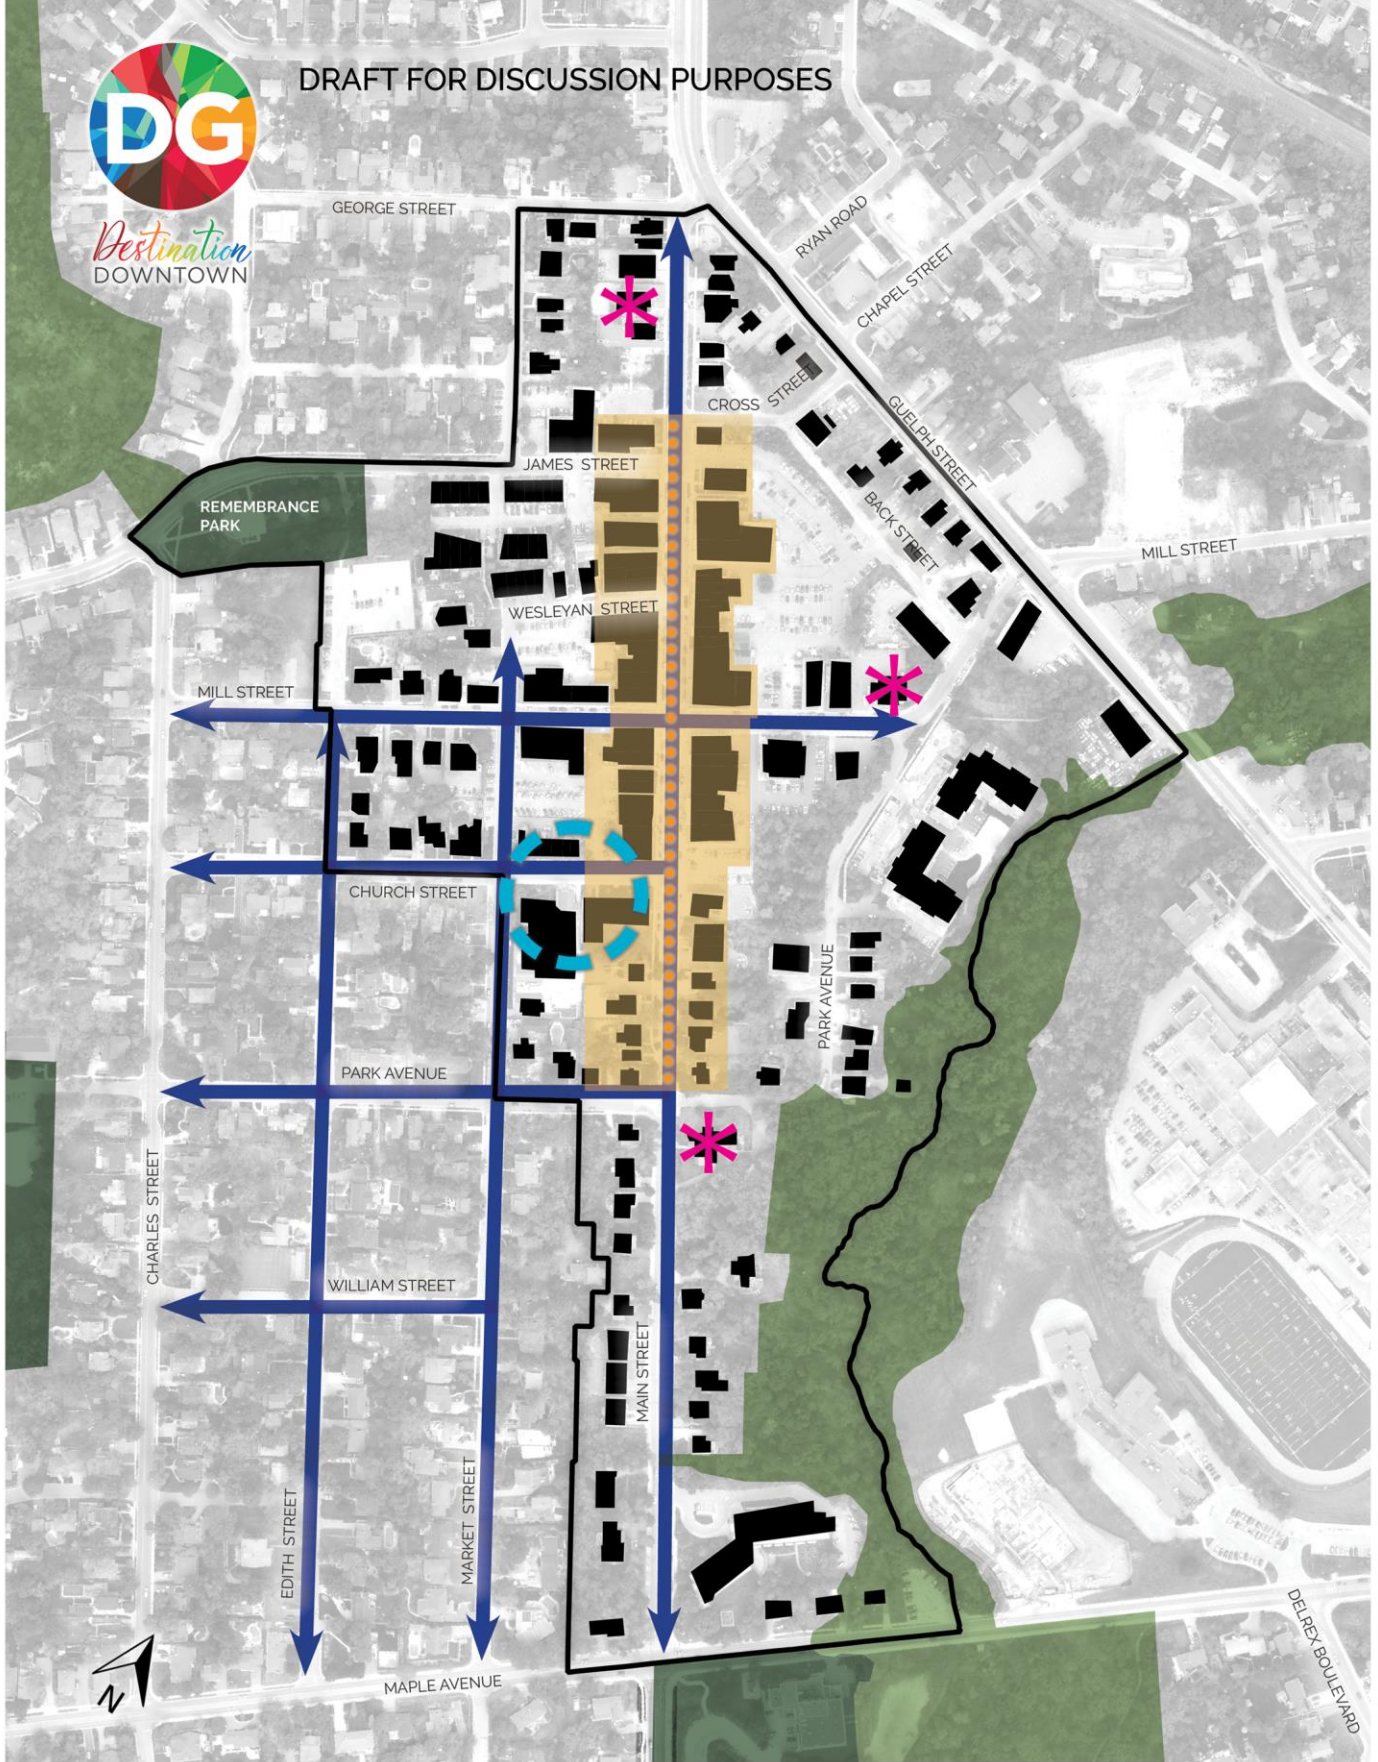 DRAFT FOR DISCUSSION PURPOSES
DG
Destination
DOWNTOWN
GEORGE STREET
RYAN ROAD
CHAPEL STREET
CROSS STREET
GUELPH STREET
JAMES STREET
REMEMBRANCE
PARK
BACK STREET
MILL STREET
WESLEYAN STREET
MILL STREET
CHURCH STREET
PARK AVENUE
PARK AVENUE
CHARLES STREET
WILLIAM STREET
MAIN STREET
EDITH STREET
MARKET STREET
DELREX BOULEVARD
MAPLE AVENUE
N